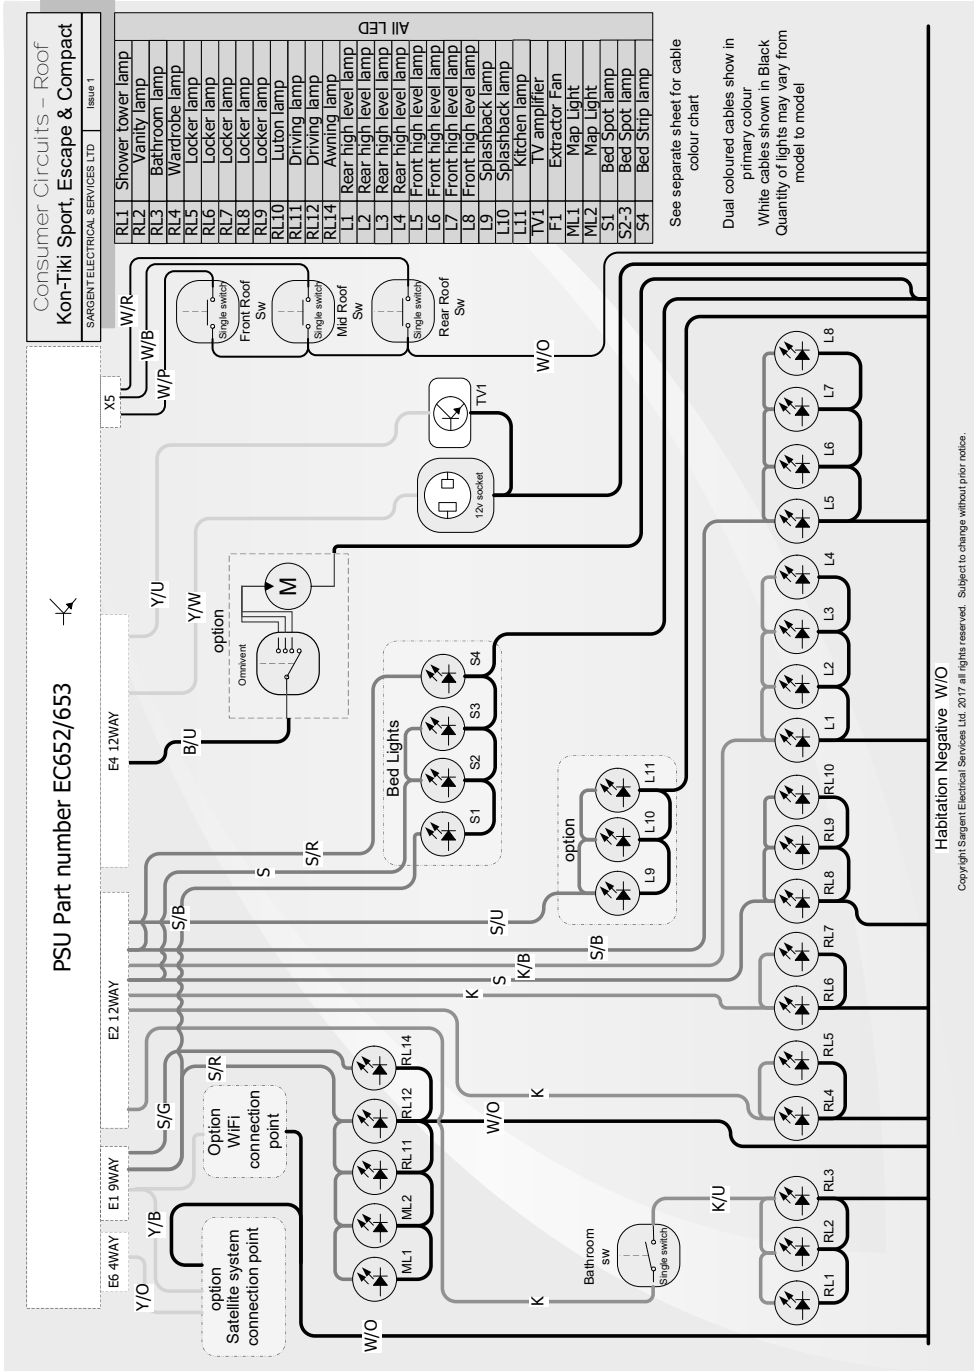 Consumer Circuits – Roof
Kon-Tiki Sport, Escape & Compact
SARGENT ELECTRICAL SERVICES LTD
Issue 1
RL1 Shower tower lamp
RL2 Vanity lamp
RL3 Bathroom lamp
RL4 Wardrobe lamp
RL5 Locker lamp
RL6 Locker lamp
RL7 Locker lamp
RL8 Locker lamp
RL9 Locker lamp
RL10 Luton lamp
RL11 Driving lamp
RL12 Driving lamp
RL14 Awning lamp
L1 Rear high level lamp
L2 Rear high level lamp
L3 Rear high level lamp
L4 Rear high level lamp
L5 Front high level lamp
L6 Front high level lamp
L7 Front high level lamp
L8 Front high level lamp
L9 Splashback lamp
L10 Splashback lamp
L11 Kitchen lamp
TV1 TV amplifier
F1 Extractor Fan
ML1 Map Light
ML2 Map Light
S1 Bed Spot lamp
S2-3 Bed Spot lamp
S4 Bed Strip lamp
All LED
See separate sheet for cable
colour chart
Dual coloured cables show in
primary colour
White cables shown in Black
Quantity of lights may vary from
model to model
PSU Part number EC652/653
E6 4WAY
E1 9WAY
E2 12WAY
E4 12WAY
X5
W/R
W/B
W/P
Single switch
Front Roof
Sw
Single switch
Mid Roof
Sw
Single switch
Rear Roof
Sw
W/O
TV1
12v socket
Y/U
Y/W
option
Omnivent
M
B/U
Bed Lights
S1
S2
S3
S4
S/R
S
S/B
S/U
option
L9
L10
L11
S/B
K/B
S
K
S/G
S/R
Option
WiFi
connection
point
Y/B
Y/O
option
Satellite system
connection point
W/O
ML1
ML2
RL11
RL12
RL14
W/O
K
K
Bathroom
sw
Single switch
K/U
RL1
RL2
RL3
RL4
RL5
RL6
RL7
RL8
RL9
RL10
L1
L2
L3
L4
L5
L6
L7
L8
Habitation Negative W/O
Copyright Sargent Electrical Services Ltd. 2017 all rights reserved. Subject to change without prior notice.